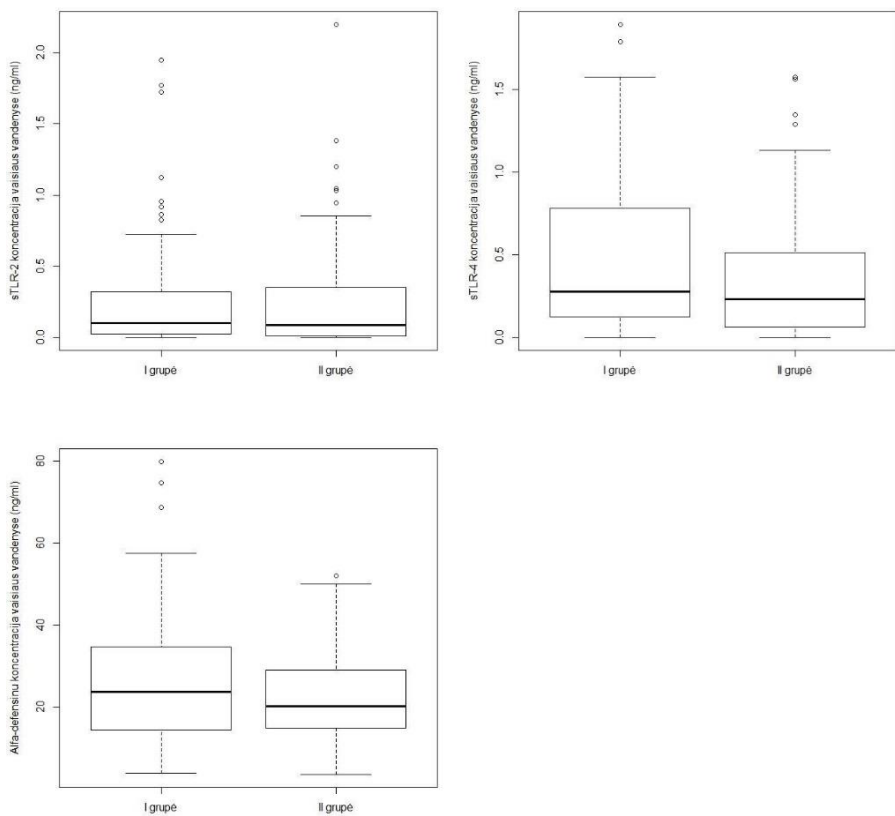 sTLR-2 koncentracija vaisiaus vandenyse (ng/ml)
2.0
1.5
1.0
0.5
0.0
I grupė
II grupė
sTLR-4 koncentracija vaisiaus vandenyse (ng/ml)
1.5
1.0
0.5
0.0
I grupė
II grupė
Alfa-defensinu koncentracija vaisiaus vandenyse (ng/ml)
80
60
40
20
I grupė
II grupė